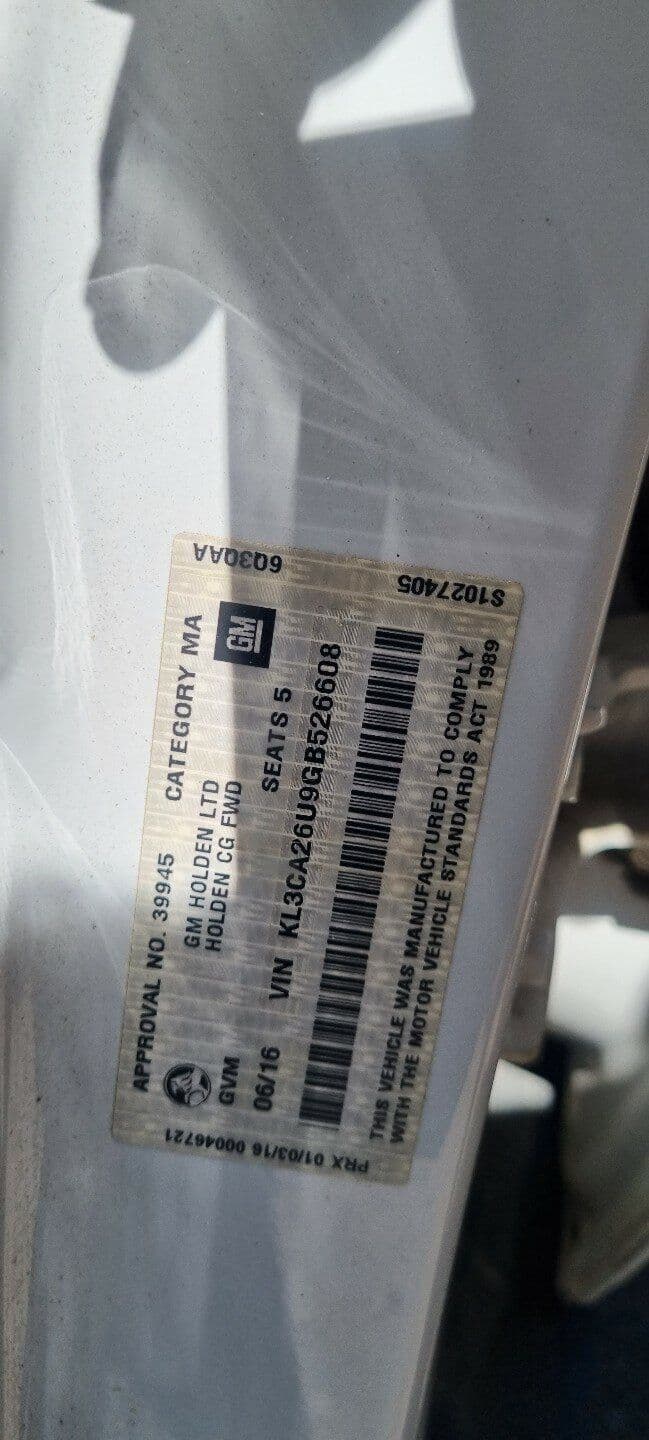 APPROVAL NO. 39945 CATEGORY MA
GM HOLDEN LTD
HOLDEN CG FWD
GM
GVM SEATS 5
06/16 VIN KL3CA26U9GB526608
THIS VEHICLE WAS MANUFACTURED TO COMPLY
WITH THE MOTOR VEHICLE STANDARDS ACT 1989
PRX 01/03/16 00046721
6Q3QAA
S1027405